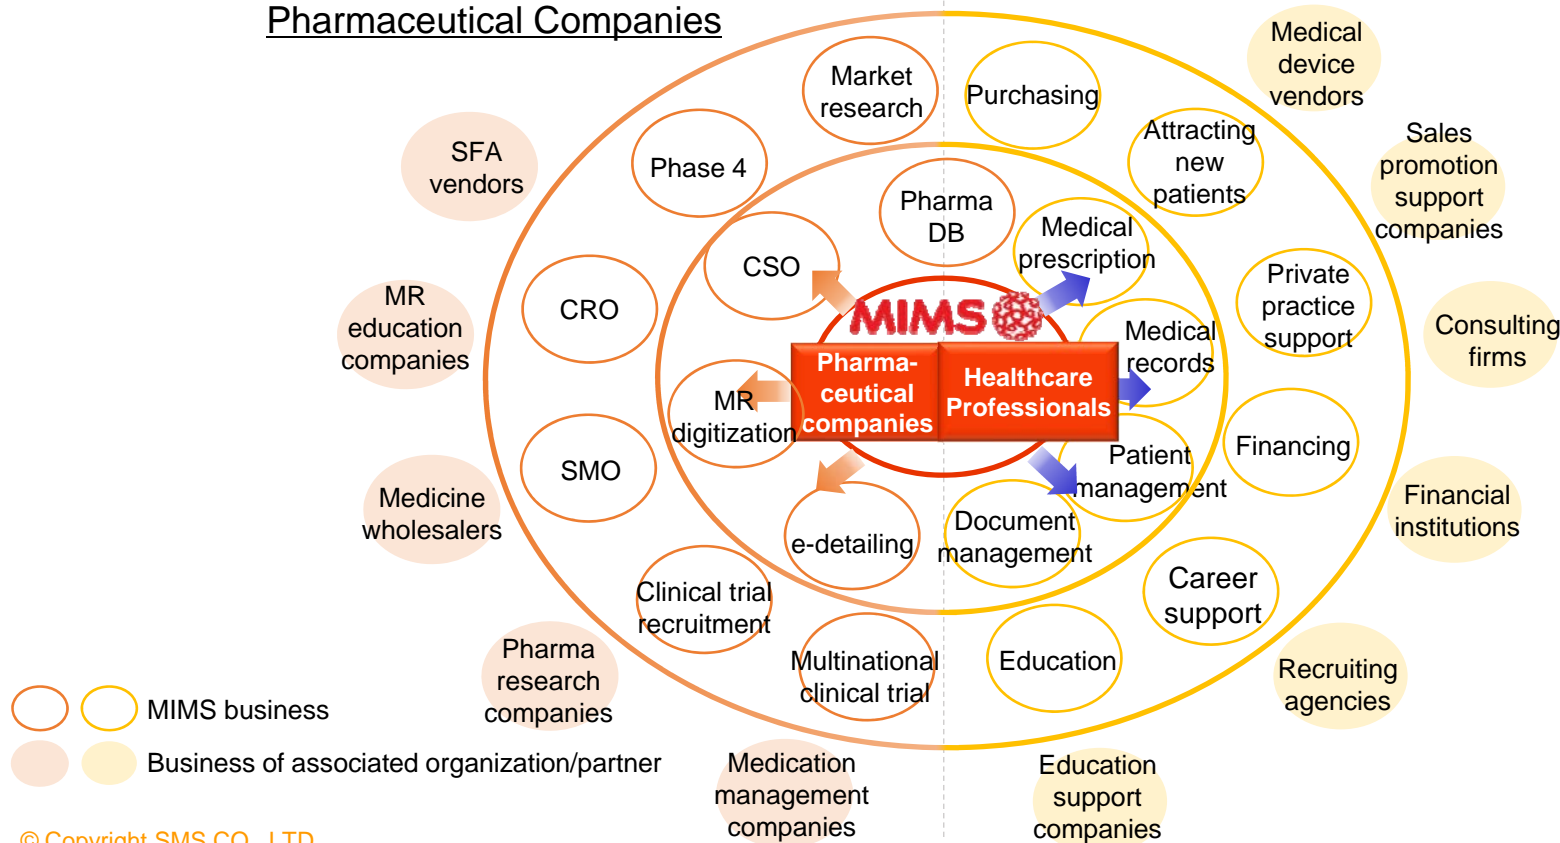 Pharmaceutical Companies
Market
research
Purchasing
Medical
device
vendors
SFA
vendors
Phase 4
Attracting
new
patients
Sales
promotion
support
companies
Pharma
DB
Medical
prescription
CSO
Private
practice
support
MR
education
companies
CRO
MIMS
Medical
records
Consulting
firms
Pharma-
ceutical
companies
Healthcare
Professionals
MR
digitization
Financing
SMO
Patient
management
Medicine
wholesalers
Financial
institutions
e-detailing
Document
management
Clinical trial
recruitment
Career
support
Pharma
research
companies
Multinational
clinical trial
Education
Recruiting
agencies
MIMS business
Business of associated organization/partner
Medication
management
companies
Education
support
companies
© Copyright SMS CO., LTD